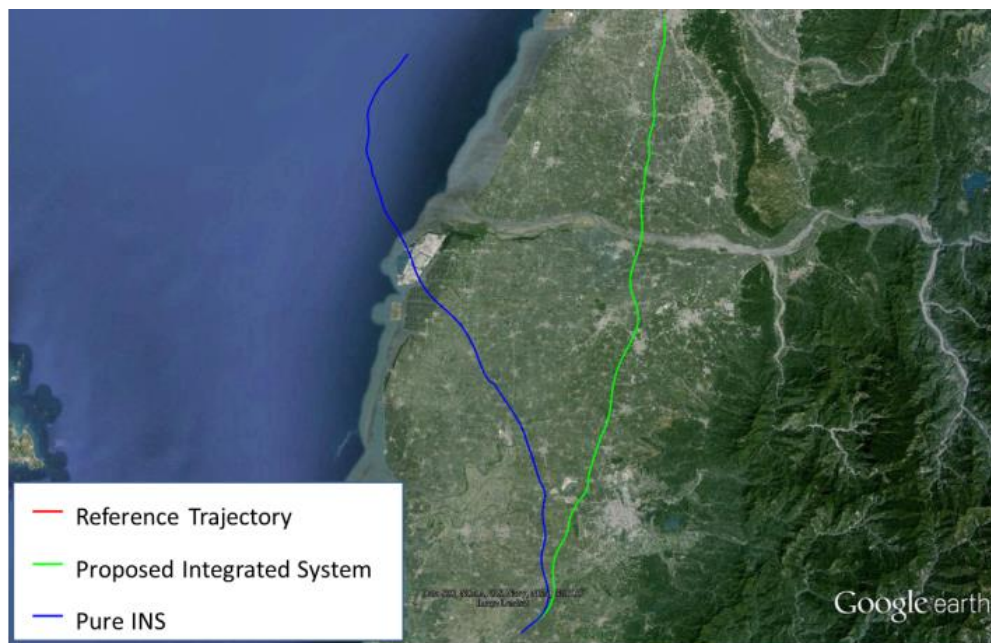 Reference Trajectory
Proposed Integrated System
Pure INS
Google earth